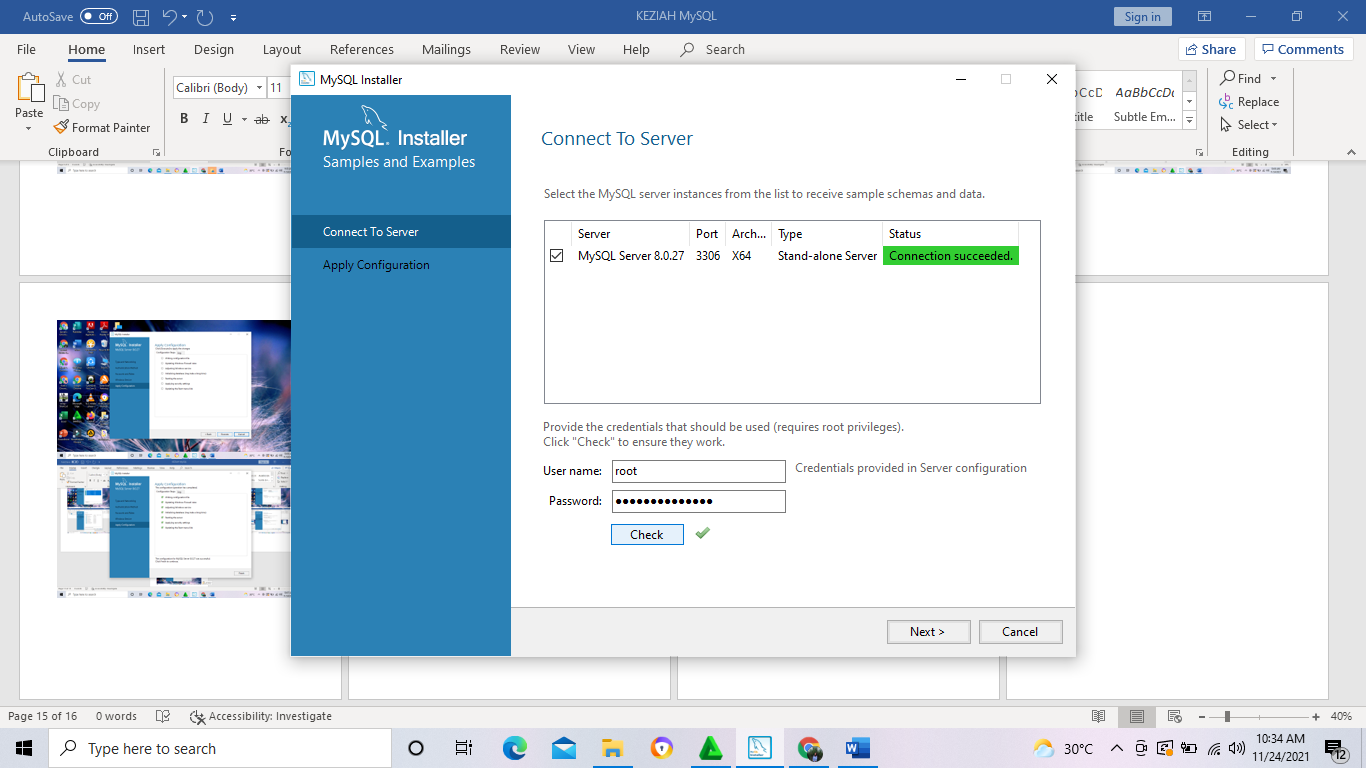 AutoSave Off
KEZIAH MySQL
Sign in
File Home Insert Design Layout References Mailings Review View Help Search
Share Comments
Paste
Cut
Copy
Format Painter
Clipboard
Calibri (Body) 11
B I U ab x
AaBbCcDc
Subtle Em...
Find
Replace
Select
Editing
MySQL Installer
MySQL. Installer
Samples and Examples
Connect To Server
Apply Configuration
Connect To Server
Select the MySQL server instances from the list to receive sample schemas and data.
Server Port Arch... Type Status
MySQL Server 8.0.27 3306 X64 Stand-alone Server Connection succeeded.
Provide the credentials that should be used (requires root privileges).
Click "Check" to ensure they work.
User name: root
Credentials provided in Server configuration
Password: •••••••••••••
Check
Next > Cancel
Page 15 of 16 0 words Accessibility: Investigate
40%
Type here to search
30°C
10:34 AM
11/24/2021
12